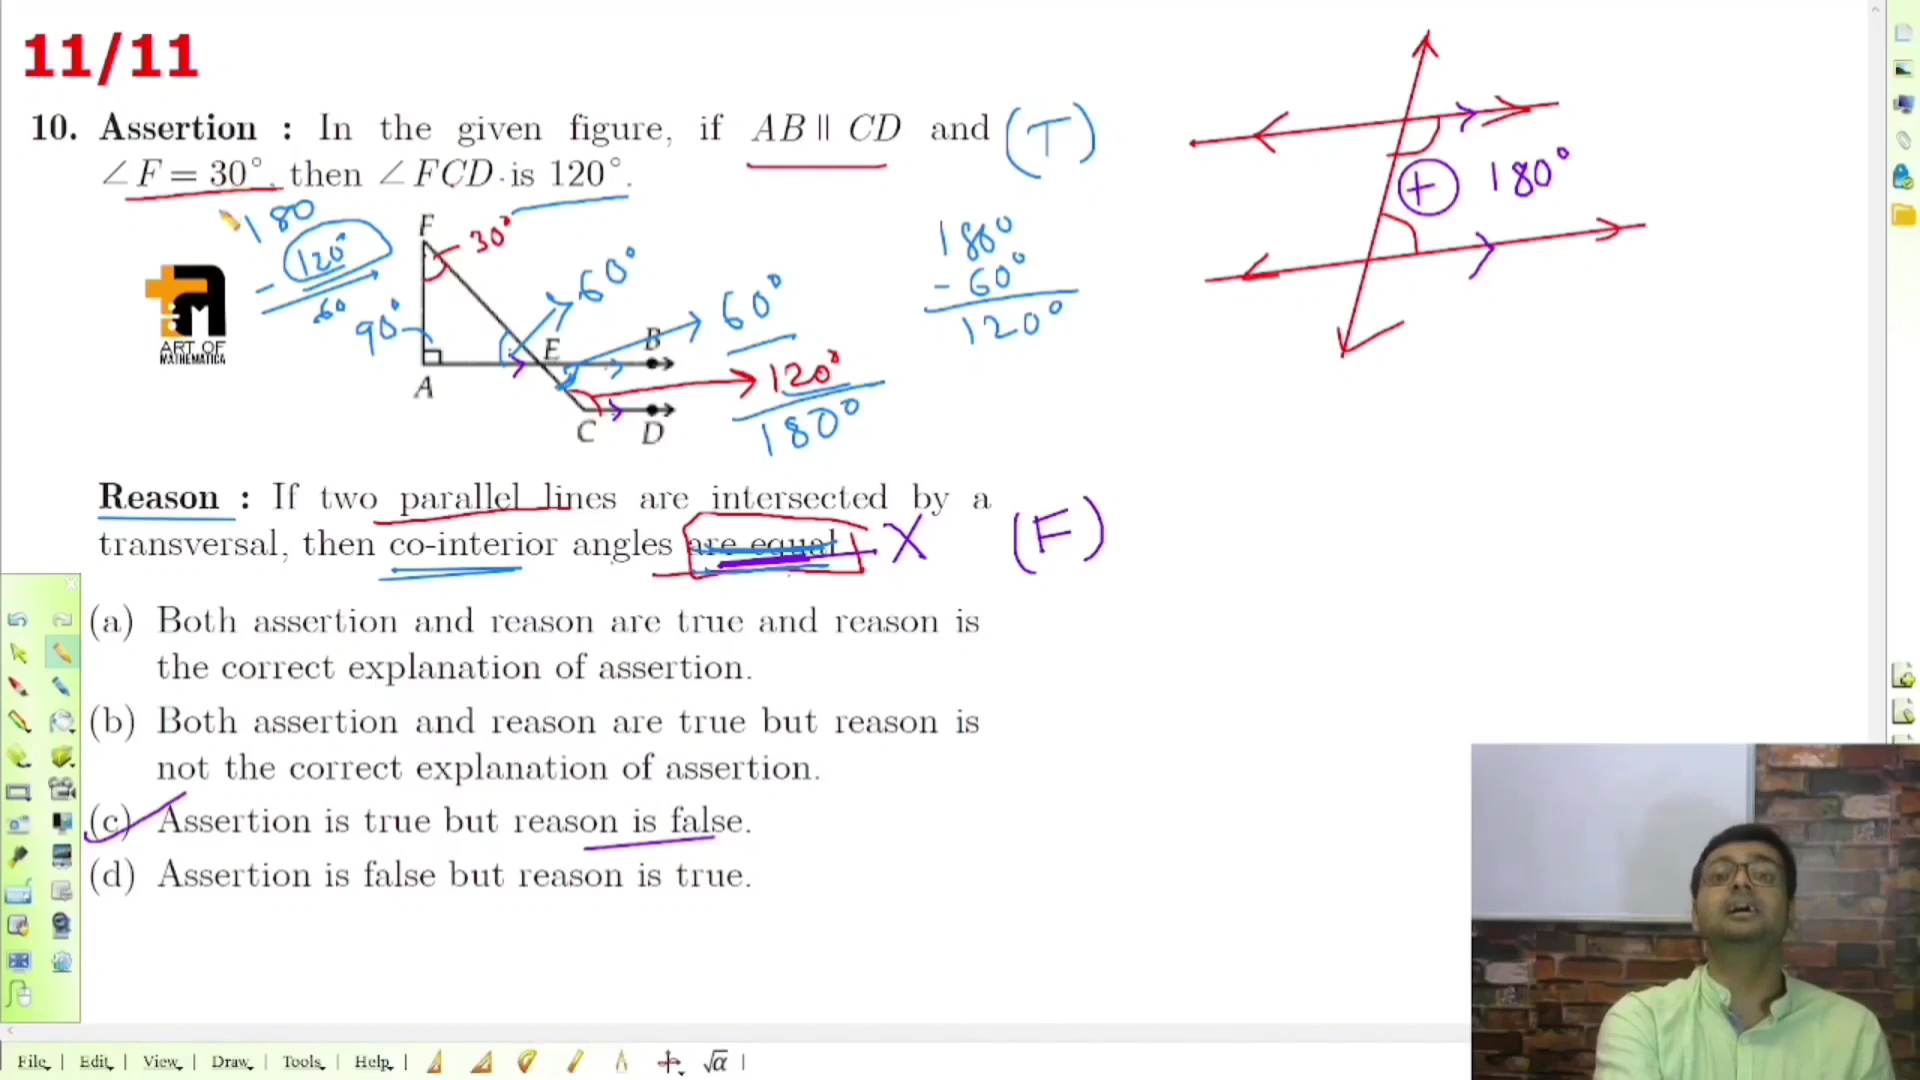 11/11
10. Assertion : In the given figure, if AB || CD and (T)
∠F = 30°, then ∠FCD is 120°.
180
- 120°
60
F
30°
90°
60°
60°
E
B
A
120°
180°
C
D
180°
- 60°
120°
+ 180°
ART OF
MATHEMATICA
Reason : If two parallel lines are intersected by a
transversal, then co-interior angles are equal X (F)
(a) Both assertion and reason are true and reason is
the correct explanation of assertion.
(b) Both assertion and reason are true but reason is
not the correct explanation of assertion.
(c) Assertion is true but reason is false.
(d) Assertion is false but reason is true.
File | Edit | View | Draw | Tools | Help |
√α |